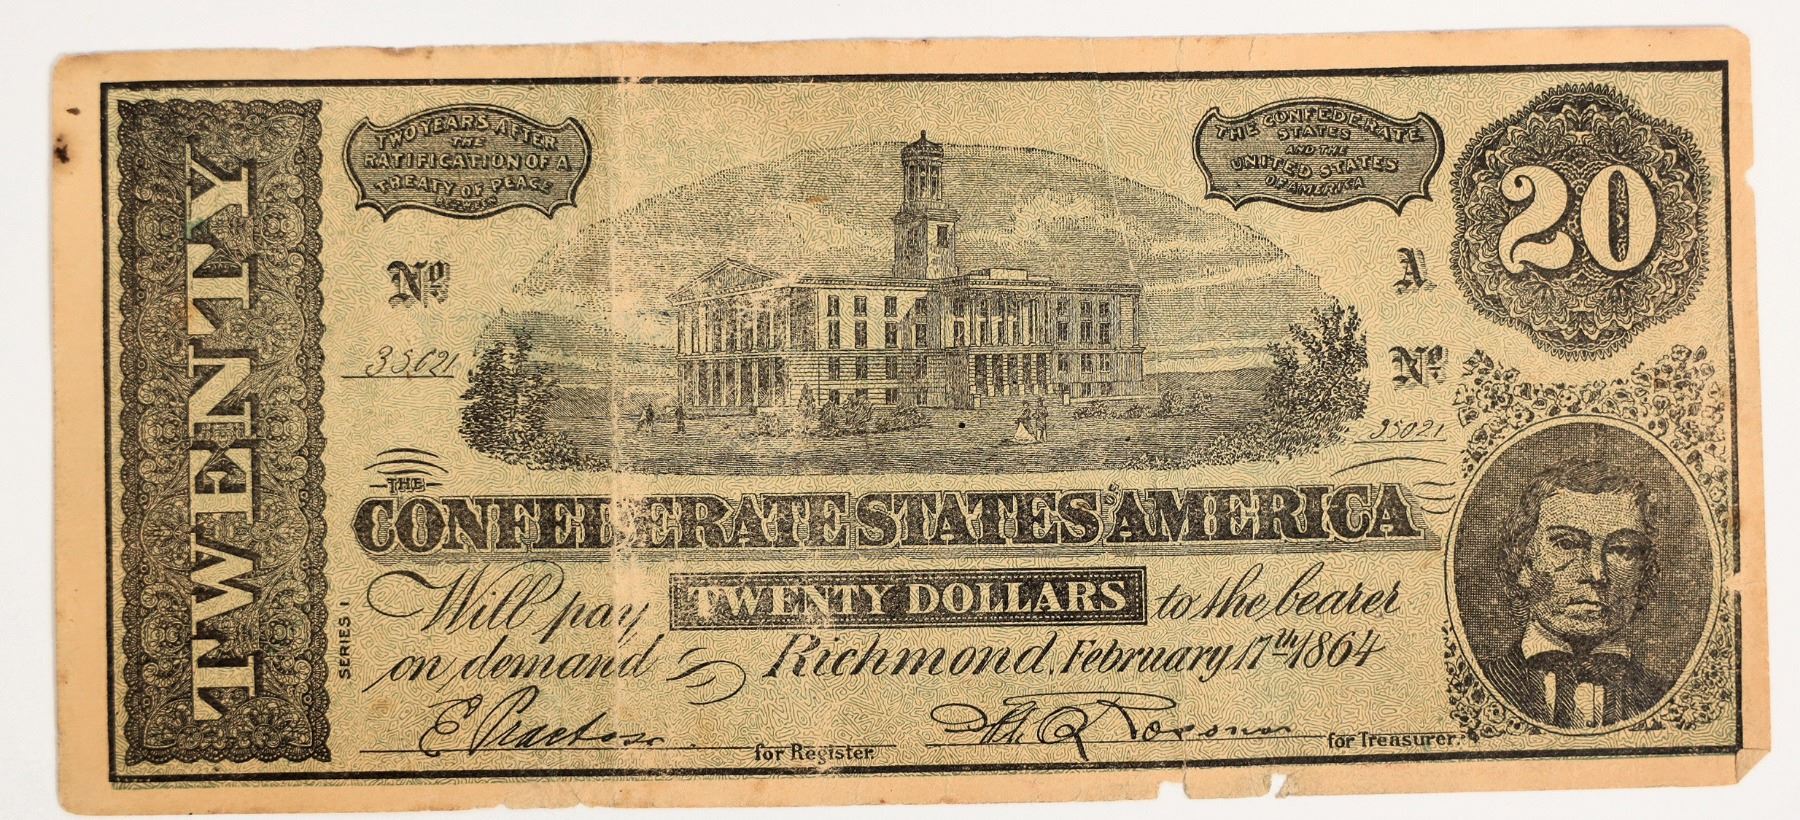 TWENTY
TWO YEARS AFTER
THE
RATIFICATION OF A
TREATY OF PEACE
BETWEEN
THE CONFEDERATE
STATES
AND THE
UNITED STATES
OF AMERICA
20
No
A
35021
No
35021
THE
CONFEDERATE STATES OF AMERICA
SERIES 1
Will pay TWENTY DOLLARS to the bearer
on demand Richmond, February 17th 1864
for Register.
for Treasurer.